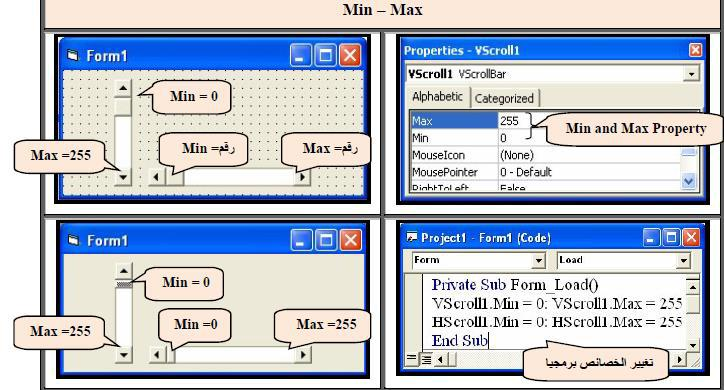 Min – Max
Form1
Min = 0
Max =255
Min =رقم
Max =رقم
Properties - VScroll1
VScroll1 VScrollBar
Alphabetic Categorized
Max 255
Min 0
MouseIcon (None)
MousePointer 0 - Default
RightToLeft False
Min and Max Property
Form1
Min = 0
Max =255
Min =0
Max =255
Project1 - Form1 (Code)
Form Load
Private Sub Form_Load()
VScroll1.Min = 0: VScroll1.Max = 255
HScroll1.Min = 0: HScroll1.Max = 255
End Sub
تغيير الخصائص برمجيا